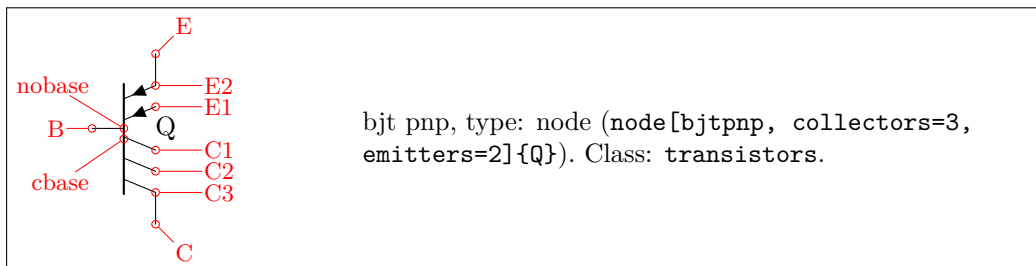 E
nobase
E2
E1
B
Q
C1
C2
cbase
C3
C
bjt pnp, type: node (node[bjtpnp, collectors=3,
emitters=2]{Q}). Class: transistors.